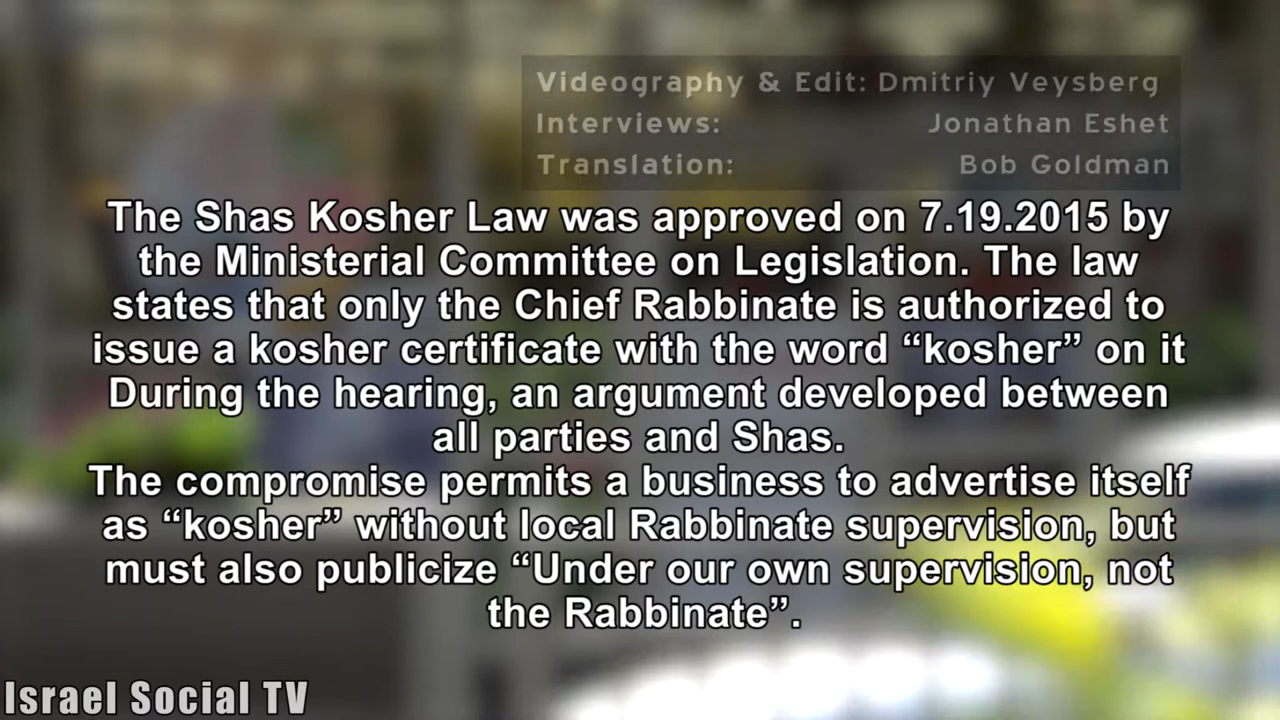 Videography & Edit: Dmitriy Veysberg
Interviews: Jonathan Eshet
Translation: Bob Goldman
The Shas Kosher Law was approved on 7.19.2015 by
the Ministerial Committee on Legislation. The law
states that only the Chief Rabbinate is authorized to
issue a kosher certificate with the word “kosher” on it
During the hearing, an argument developed between
all parties and Shas.
The compromise permits a business to advertise itself
as “kosher” without local Rabbinate supervision, but
must also publicize “Under our own supervision, not
the Rabbinate”.
Israel Social TV